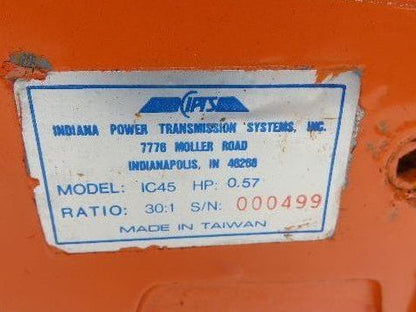 IPTS
INDIANA POWER TRANSMISSION SYSTEMS, INC.
7776 MOLLER ROAD
INDIANAPOLIS, IN 46268
MODEL: IC45 HP: 0.57
RATIO: 30:1 S/N: 000499
MADE IN TAIWAN